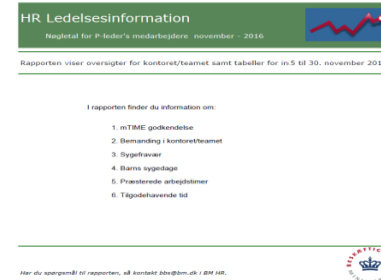 HR Ledelsesinformation
Nøgletal for P-leder's medarbejdere november - 2016
Rapporten viser oversigter for kontoret/teamet samt tabeller for in:5 til 30. november 201
I rapporten finder du information om:
1. mTIME godkendelse
2. Bemanding i kontoret/teamet
3. Sygefravær
4. Barns sygedage
5. Præsterede arbejdstimer
6. Tilgodehavende tid
Har du spørgsmål til rapporten, så kontakt bbs@bm.dk i BM HR.